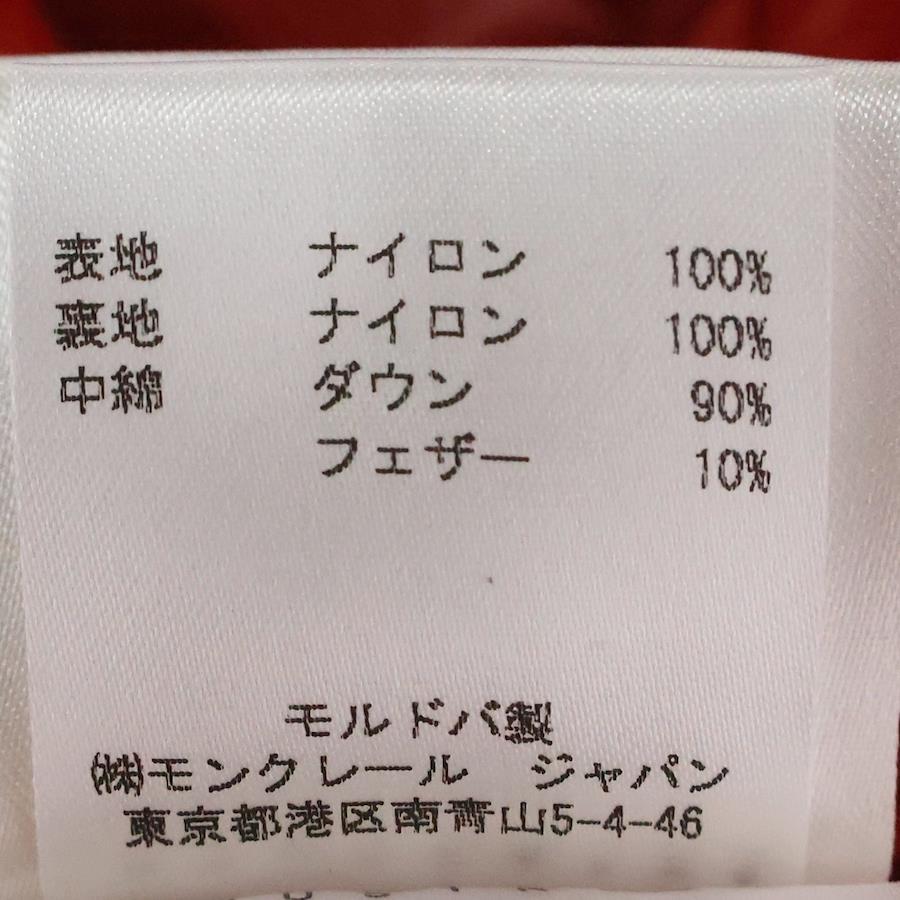 表地 ナイロン 100%
裏地 ナイロン 100%
中綿 ダウン 90%
フェザー 10%
モルドバ製
㈱モンクレール ジャパン
東京都港区南青山5-4-46